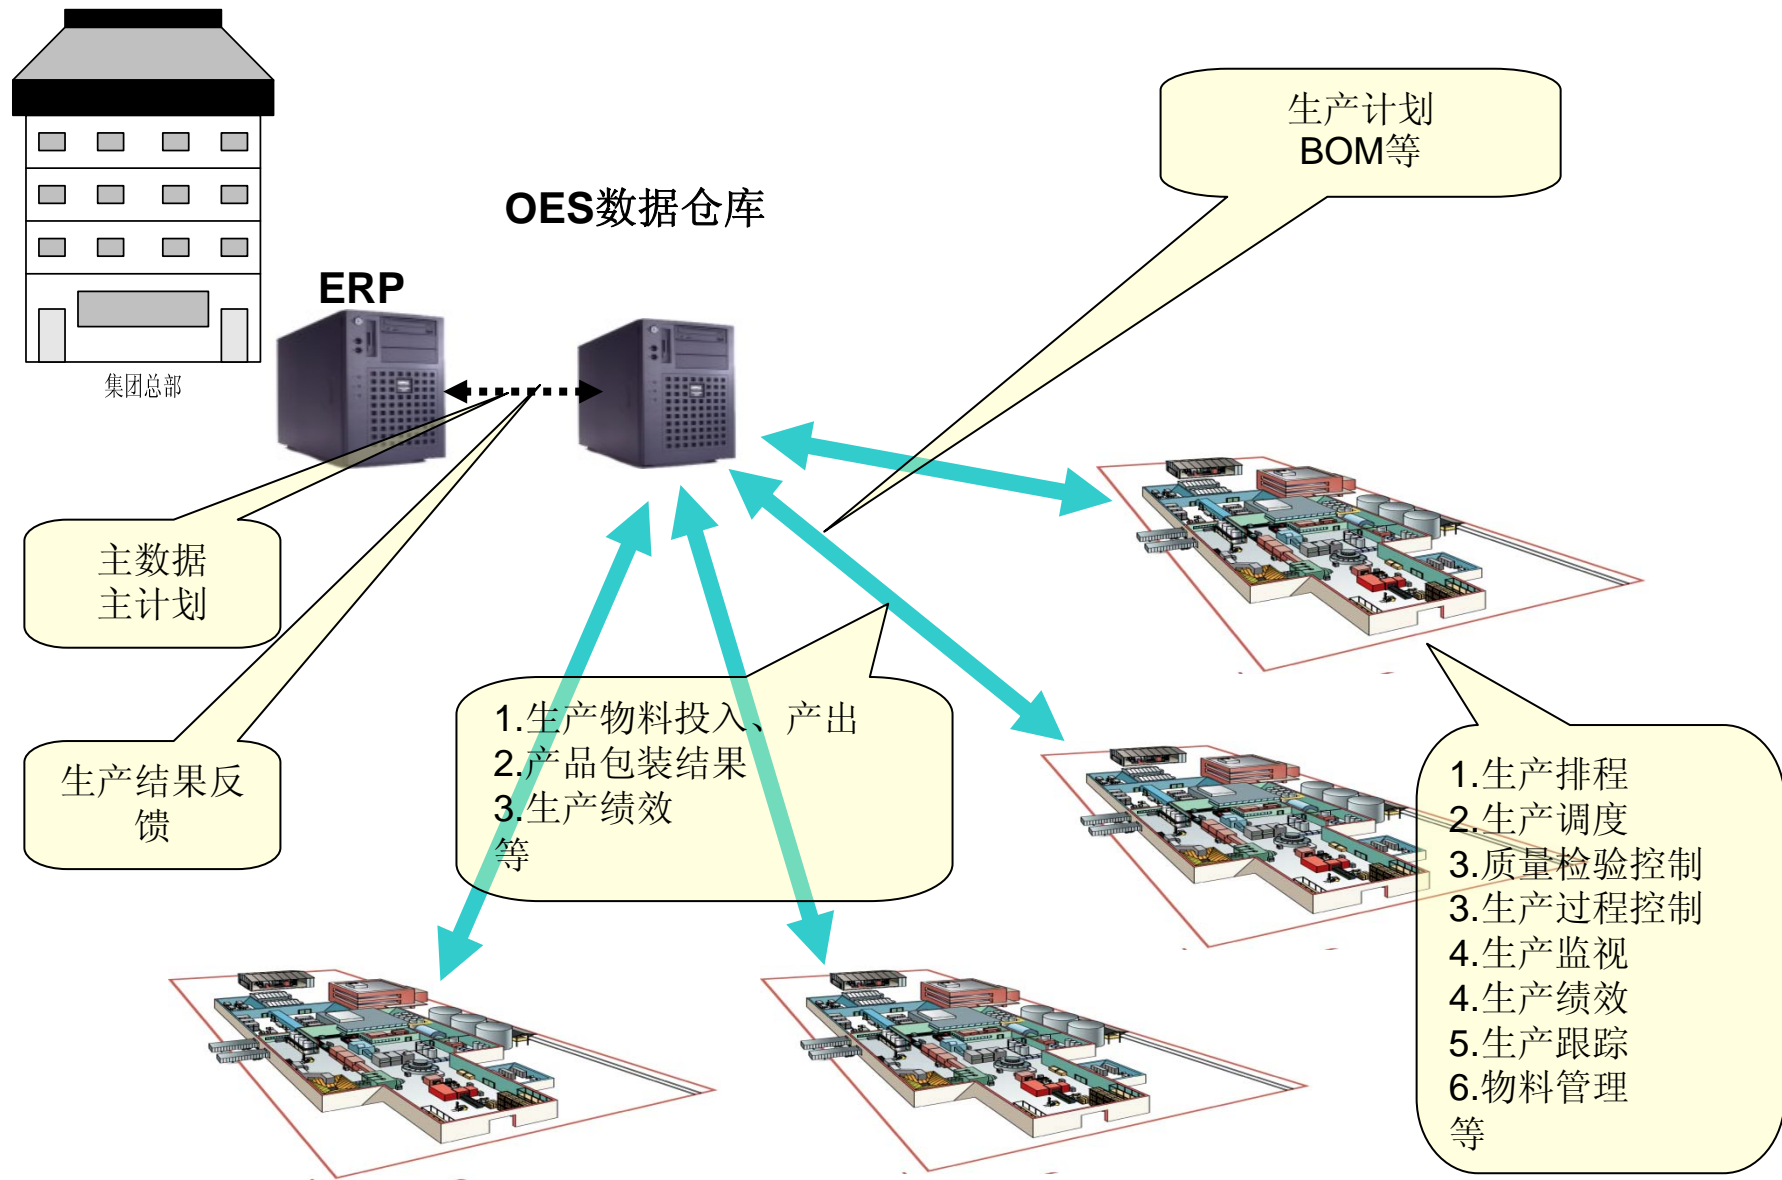 生产计划
BOM等
OES数据仓库
ERP
集团总部
主数据
主计划
生产结果反
馈
1.生产物料投入、产出
2.产品包装结果
3.生产绩效
等
1.生产排程
2.生产调度
3.质量检验控制
3.生产过程控制
4.生产监视
4.生产绩效
5.生产跟踪
6.物料管理
等